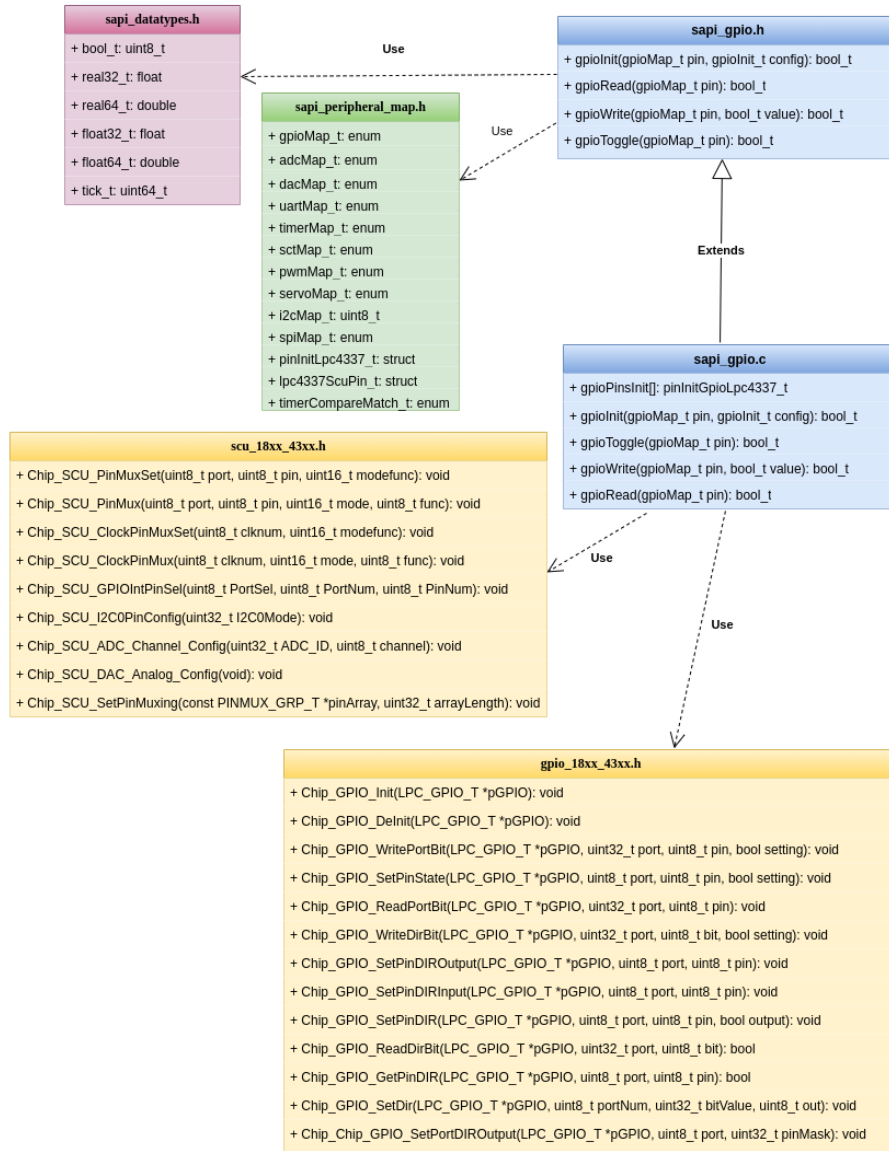 sapi_datatypes.h
+ bool_t: uint8_t
+ real32_t: float
+ real64_t: double
+ float32_t: float
+ float64_t: double
+ tick_t: uint64_t
Use
sapi_gpio.h
+ gpioInit(gpioMap_t pin, gpioInit_t config): bool_t
+ gpioRead(gpioMap_t pin): bool_t
+ gpioWrite(gpioMap_t pin, bool_t value): bool_t
+ gpioToggle(gpioMap_t pin): bool_t
sapi_peripheral_map.h
+ gpioMap_t: enum
+ adcMap_t: enum
+ dacMap_t: enum
+ uartMap_t: enum
+ timerMap_t: enum
+ sctMap_t: enum
+ pwmMap_t: enum
+ servoMap_t: enum
+ i2cMap_t: uint8_t
+ spiMap_t: enum
+ pinInitLpc4337_t: struct
+ lpc4337ScuPin_t: struct
+ timerCompareMatch_t: enum
Use
Extends
sapi_gpio.c
+ gpioPinsInit[]: pinInitGpioLpc4337_t
+ gpioInit(gpioMap_t pin, gpioInit_t config): bool_t
+ gpioToggle(gpioMap_t pin): bool_t
+ gpioWrite(gpioMap_t pin, bool_t value): bool_t
+ gpioRead(gpioMap_t pin): bool_t
scu_18xx_43xx.h
+ Chip_SCU_PinMuxSet(uint8_t port, uint8_t pin, uint16_t modefunc): void
+ Chip_SCU_PinMux(uint8_t port, uint8_t pin, uint16_t mode, uint8_t func): void
+ Chip_SCU_ClockPinMuxSet(uint8_t clknum, uint16_t modefunc): void
+ Chip_SCU_ClockPinMux(uint8_t clknum, uint16_t mode, uint8_t func): void
+ Chip_SCU_GPIOIntPinSel(uint8_t PortSel, uint8_t PortNum, uint8_t PinNum): void
+ Chip_SCU_I2C0PinConfig(uint32_t I2C0Mode): void
+ Chip_SCU_ADC_Channel_Config(uint32_t ADC_ID, uint8_t channel): void
+ Chip_SCU_DAC_Analog_Config(void): void
+ Chip_SCU_SetPinMuxing(const PINMUX_GRP_T *pinArray, uint32_t arrayLength): void
Use
Use
gpio_18xx_43xx.h
+ Chip_GPIO_Init(LPC_GPIO_T *pGPIO): void
+ Chip_GPIO_DeInit(LPC_GPIO_T *pGPIO): void
+ Chip_GPIO_WritePortBit(LPC_GPIO_T *pGPIO, uint32_t port, uint8_t pin, bool setting): void
+ Chip_GPIO_SetPinState(LPC_GPIO_T *pGPIO, uint8_t port, uint8_t pin, bool setting): void
+ Chip_GPIO_ReadPortBit(LPC_GPIO_T *pGPIO, uint32_t port, uint8_t pin): void
+ Chip_GPIO_WriteDirBit(LPC_GPIO_T *pGPIO, uint32_t port, uint8_t bit, bool setting): void
+ Chip_GPIO_SetPinDIROutput(LPC_GPIO_T *pGPIO, uint8_t port, uint8_t pin): void
+ Chip_GPIO_SetPinDIRInput(LPC_GPIO_T *pGPIO, uint8_t port, uint8_t pin): void
+ Chip_GPIO_SetPinDIR(LPC_GPIO_T *pGPIO, uint8_t port, uint8_t pin, bool output): void
+ Chip_GPIO_ReadDirBit(LPC_GPIO_T *pGPIO, uint32_t port, uint8_t bit): bool
+ Chip_GPIO_GetPinDIR(LPC_GPIO_T *pGPIO, uint8_t port, uint8_t pin): bool
+ Chip_GPIO_SetDir(LPC_GPIO_T *pGPIO, uint8_t portNum, uint32_t bitValue, uint8_t out): void
+ Chip_Chip_GPIO_SetPortDIROutput(LPC_GPIO_T *pGPIO, uint8_t port, uint32_t pinMask): void